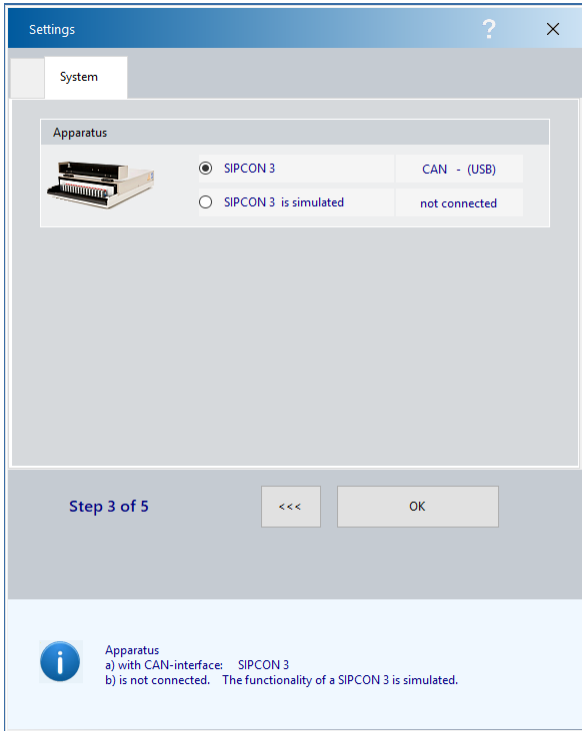 Settings ?
System
Apparatus
SIPCON 3 CAN - (USB)
SIPCON 3 is simulated not connected
Step 3 of 5 <<< OK
Apparatus
a) with CAN-interface: SIPCON 3
b) is not connected. The functionality of a SIPCON 3 is simulated.